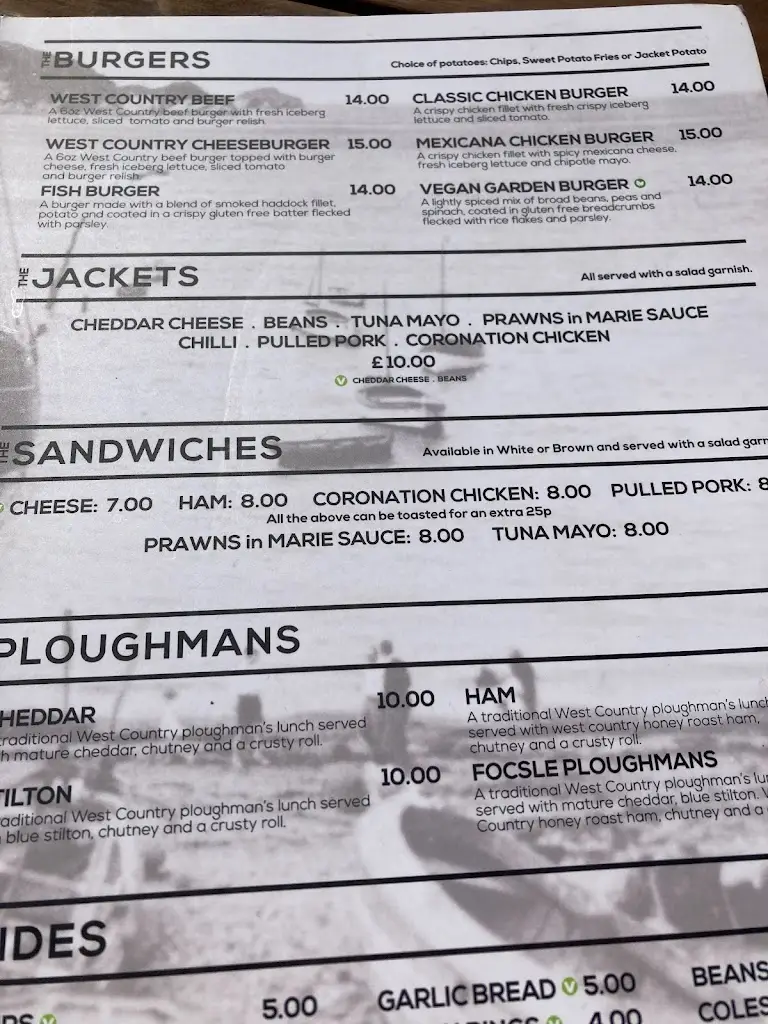 THE BURGERS
Choice of potatoes: Chips, Sweet Potato Fries or Jacket Potato
WEST COUNTRY BEEF 14.00
A 6oz West Country beef burger with fresh iceberg
lettuce, sliced tomato and burger relish
WEST COUNTRY CHEESEBURGER 15.00
A 6oz West Country beef burger topped with burger
cheese, fresh iceberg lettuce, sliced tomato
and burger relish
FISH BURGER 14.00
A burger made with a blend of smoked haddock fillet,
potato and coated in a crispy gluten free batter flecked
with parsley
CLASSIC CHICKEN BURGER 14.00
A crispy chicken fillet with fresh crispy iceberg
lettuce and sliced tomato.
MEXICANA CHICKEN BURGER 15.00
A crispy chicken fillet with spicy mexicana cheese,
fresh iceberg lettuce and chipotle mayo.
VEGAN GARDEN BURGER 14.00
A lightly spiced mix of broad beans, peas and
spinach, coated in gluten free breadcrumbs
flecked with rice flakes and parsley.
THE JACKETS
All served with a salad garnish.
CHEDDAR CHEESE . BEANS . TUNA MAYO . PRAWNS in MARIE SAUCE
CHILLI . PULLED PORK . CORONATION CHICKEN
£10.00
V CHEDDAR CHEESE . BEANS
THE SANDWICHES
Available in White or Brown and served with a salad garn
CHEESE: 7.00 HAM: 8.00 CORONATION CHICKEN: 8.00 PULLED PORK: 8
All the above can be toasted for an extra 25p
PRAWNS in MARIE SAUCE: 8.00 TUNA MAYO: 8.00
PLOUGHMANS
HEDDAR 10.00
raditional West Country ploughman's lunch served
h mature cheddar, chutney and a crusty roll.
TILTON 10.00
aditional West Country ploughman's lunch served
blue stilton, chutney and a crusty roll.
HAM
A traditional West Country ploughman's lunch
served with west country honey roast ham,
chutney and a crusty roll.
FOCSLE PLOUGHMANS
A traditional West Country ploughman's lu
served with mature cheddar, blue stilton. W
Country honey roast ham, chutney and a
IDES
5.00
GARLIC BREAD V 5.00
BEANS
4.00
COLES